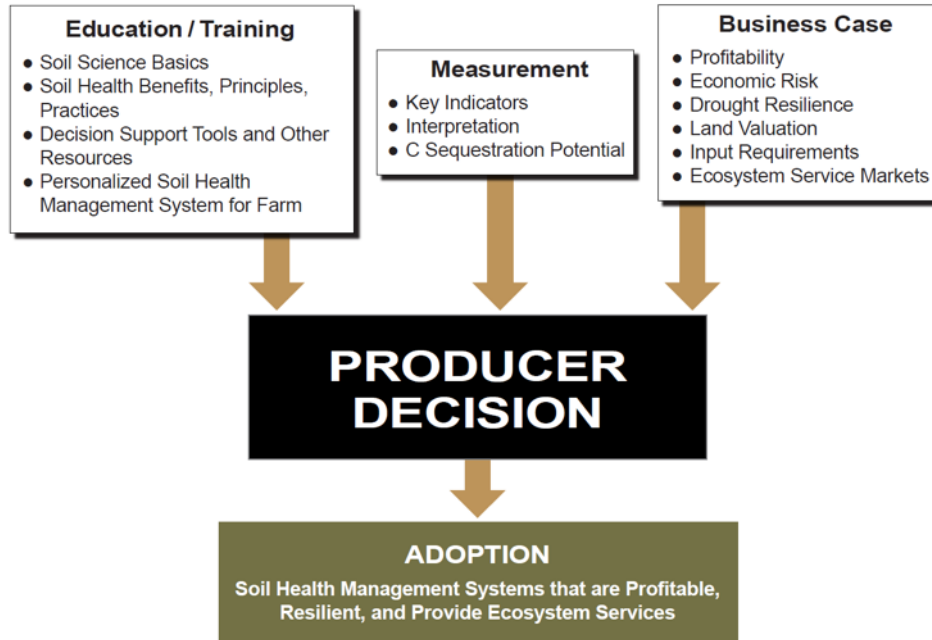 Education / Training
● Soil Science Basics
● Soil Health Benefits, Principles,
Practices
● Decision Support Tools and Other
Resources
● Personalized Soil Health
Management System for Farm
Measurement
● Key Indicators
● Interpretation
● C Sequestration Potential
Business Case
● Profitability
● Economic Risk
● Drought Resilience
● Land Valuation
● Input Requirements
● Ecosystem Service Markets
PRODUCER
DECISION
ADOPTION
Soil Health Management Systems that are Profitable,
Resilient, and Provide Ecosystem Services